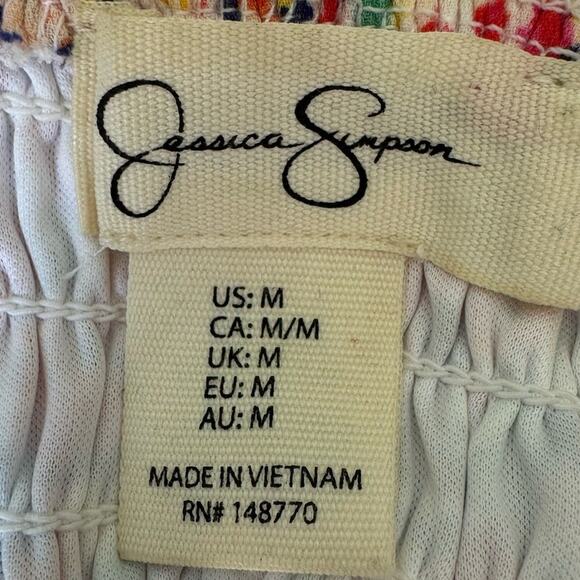 Jessica Simpson
US: M
CA: M/M
UK: M
EU: M
AU: M
MADE IN VIETNAM
RN# 148770